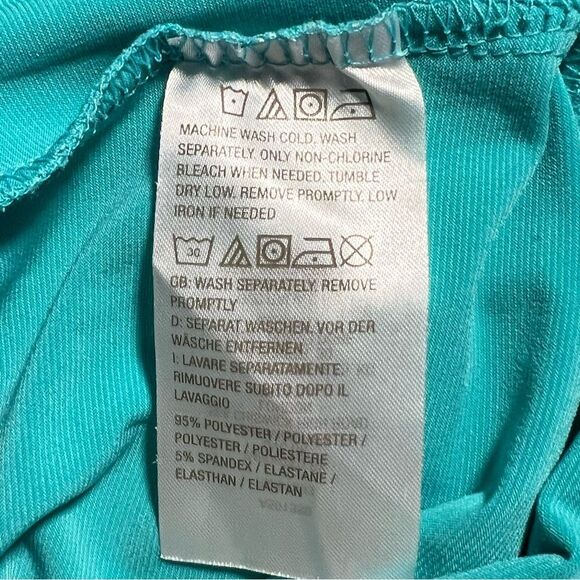 MACHINE WASH COLD. WASH
SEPARATELY. ONLY NON-CHLORINE
BLEACH WHEN NEEDED. TUMBLE
DRY LOW. REMOVE PROMPTLY. LOW
IRON IF NEEDED
30
GB: WASH SEPARATELY. REMOVE
PROMPTLY
D: SEPARAT WASCHEN. VOR DER
WÄSCHE ENTFERNEN
I: LAVARE SEPARATAMENTE.
RIMUOVERE SUBITO DOPO IL
LAVAGGIO
95% POLYESTER / POLYESTER /
POLYESTER / POLIESTERE
5% SPANDEX / ELASTANE /
ELASTHAN / ELASTAN